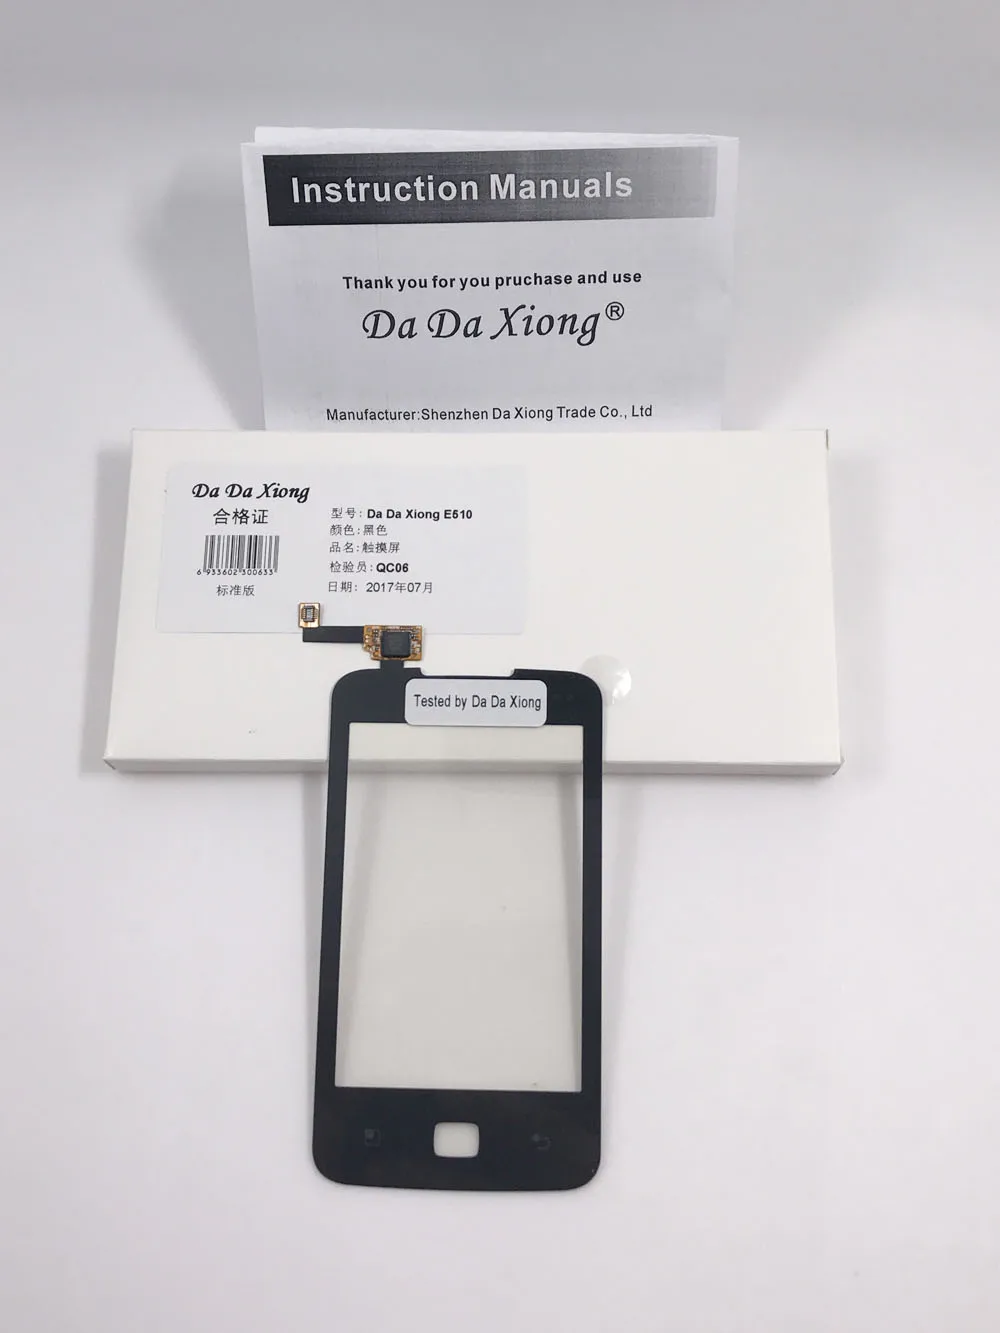 Instruction Manuals
Thank you for you pruchase and use
Da Da Xiong®
Manufacturer:Shenzhen Da Xiong Trade Co., Ltd
Da Da Xiong
合格证
6 933602 300633
标准版
型号: Da Da Xiong E510
颜色:黑色
品名:触摸屏
检验员:QC06
日期: 2017年07月
Tested by Da Da Xiong